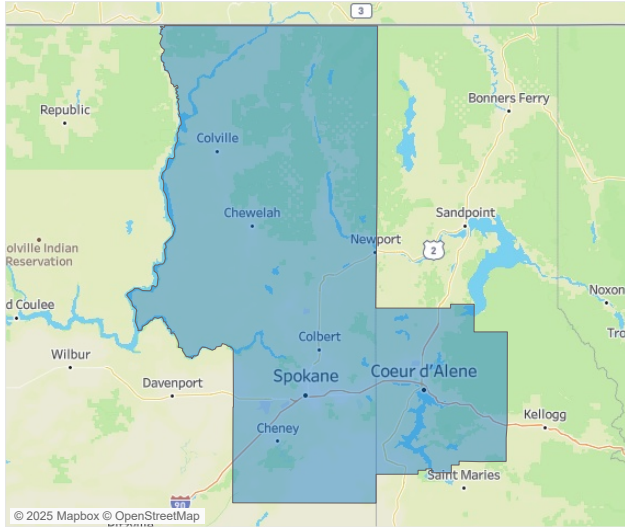 3
Republic
Bonners Ferry
Colville
Chewelah
Sandpoint
Newport
2
olville Indian
Reservation
Noxon
d Coulee
Tro
Colbert
Wilbur
Spokane
Coeur d'Alene
Davenport
Kellogg
Cheney
Saint Maries
90
© 2025 Mapbox © OpenStreetMap